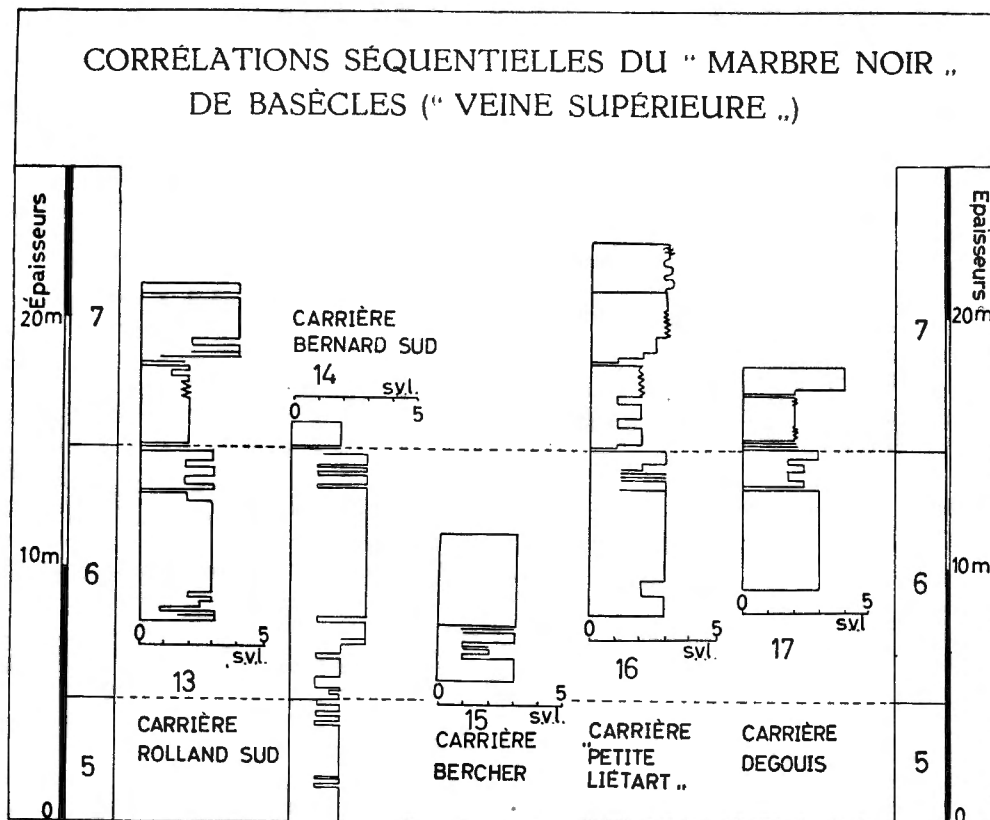 CORRÉLATIONS SÉQUENTIELLES DU " MARBRE NOIR „
DE BASÈCLES (" VEINE SUPÉRIEURE „)
Épaisseurs
20m
10m
0
7
6
5
0 5
s.v.l.
13
CARRIÈRE
ROLLAND SUD
CARRIÈRE
BERNARD SUD
14
s.v.l.
0 5
0 5
15 s.v.l.
CARRIÈRE
BERCHER
0 5
16 s.v.l.
CARRIÈRE
"PETITE
LIÉTART „
0 5
17 s.v.l.
CARRIÈRE
DEGOUIS
7
6
5
Epaisseurs
20m
10m
0